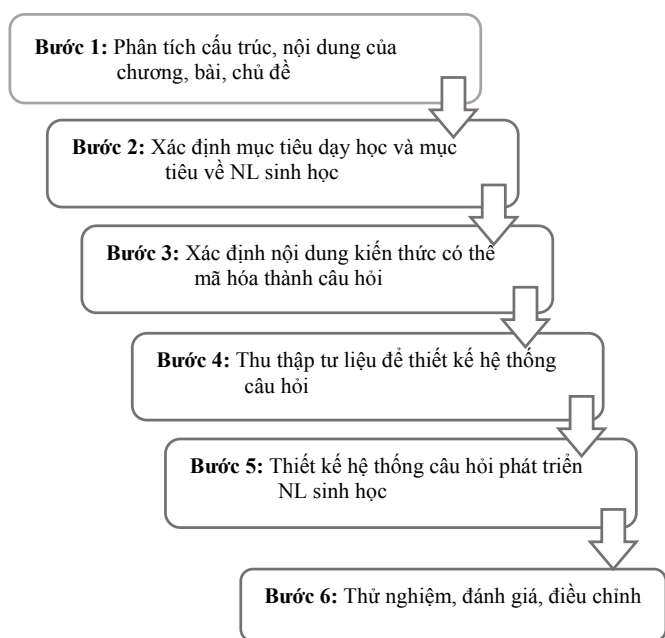 Bước 1: Phân tích cấu trúc, nội dung của
chương, bài, chủ đề
Bước 2: Xác định mục tiêu dạy học và mục
tiêu về NL sinh học
Bước 3: Xác định nội dung kiến thức có thể
mã hóa thành câu hỏi
Bước 4: Thu thập tư liệu để thiết kế hệ thống
câu hỏi
Bước 5: Thiết kế hệ thống câu hỏi phát triển
NL sinh học
Bước 6: Thử nghiệm, đánh giá, điều chỉnh